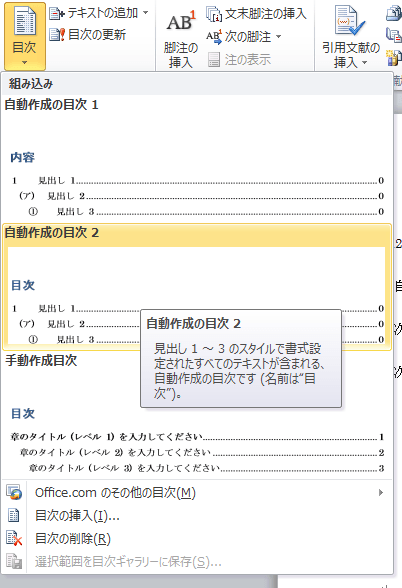 目次
テキストの追加
目次の更新
AB1
脚注の
挿入
文末脚注の挿入
AB1 次の脚注
注の表示
引用文献の
挿入
組み込み
自動作成の目次 1
内容
1 見出し 1 0
(ア) 見出し 2 0
① 見出し 3 0
自動作成の目次 2
目次
1 見出し 1 0
(ア) 見出し 2 0
① 見出し 3 0
自動作成の目次 2
見出し 1 ～ 3 のスタイルで書式設
定されたすべてのテキストが含まれる、
自動作成の目次です (名前は“目
次”)。
手動作成目次
目次
章のタイトル (レベル 1) を入力してください 1
章のタイトル (レベル 2) を入力してください 2
章のタイトル (レベル 3) を入力してください 3
Office.com のその他の目次(M)
目次の挿入(I)...
目次の削除(R)
選択範囲を目次ギャラリーに保存(S)...